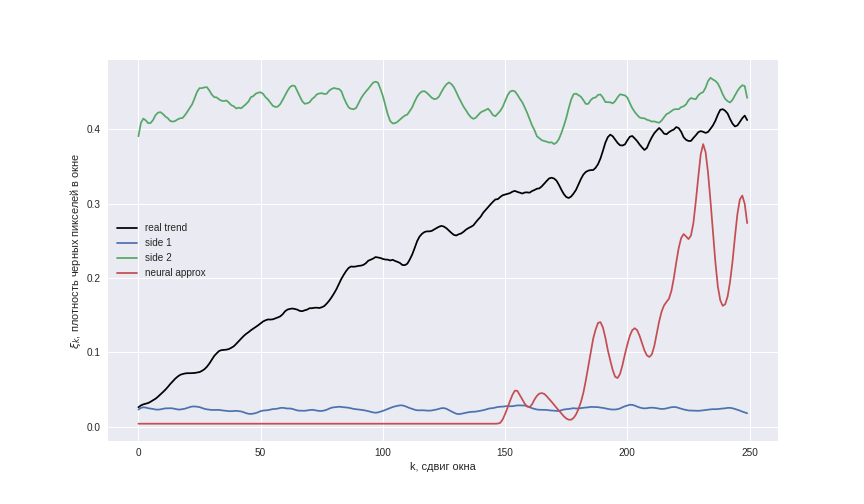 ξk, плотность черных пикселей в окне
0.4
0.3
0.2
0.1
0.0
real trend
side 1
side 2
neural approx
0
50
100
150
200
250
k, сдвиг окна